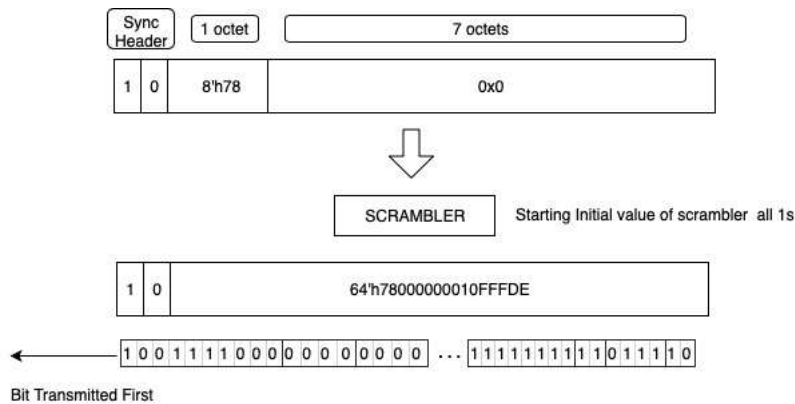 Sync Header
1 octet
7 octets
1 0 8'h78 0x0
SCRAMBLER
Starting Initial value of scrambler all 1s
1 0 64'h78000000010FFFDE
1 0 0 1 1 1 1 0 0 0 0 0 0 0 0 0 0 0 ... 1 1 1 1 1 1 1 1 1 1 0 1 1 1 1 0
Bit Transmitted First